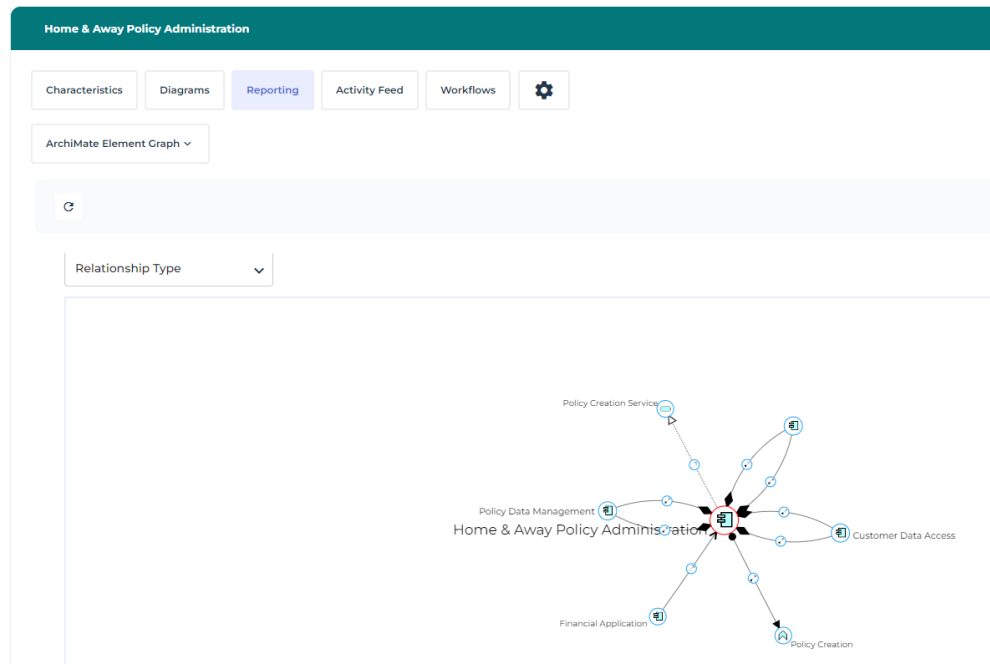 Home & Away Policy Administration
Characteristics
Diagrams
Reporting
Activity Feed
Workflows
ArchiMate Element Graph
Relationship Type
Policy Creation Service
Policy Data Management
Home & Away Policy Administration
Customer Data Access
Financial Application
Policy Creation